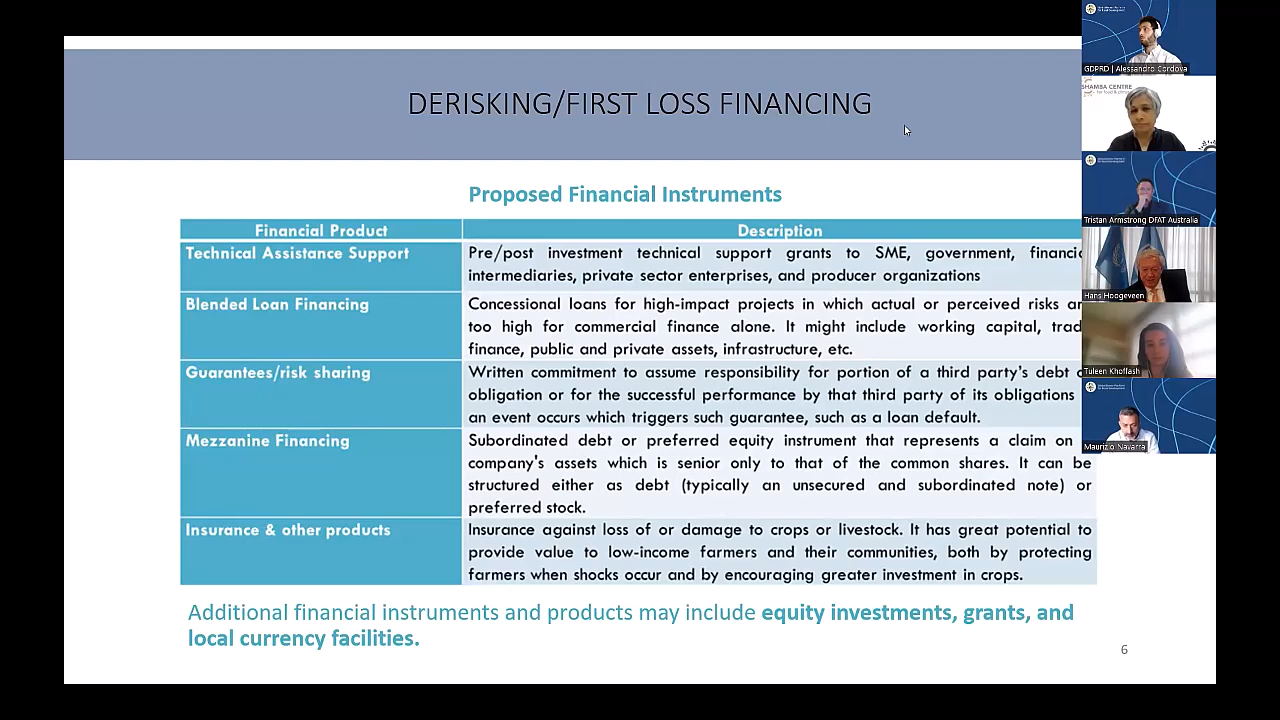 DERISKING/FIRST LOSS FINANCING
Proposed Financial Instruments
Financial Product
Description
Technical Assistance Support
Pre/post investment technical support grants to SME, government,
intermediaries, private sector enterprises, and producer organizations
Blended Loan Financing
Concessional loans for high-impact projects in which actual or perceived risks
too high for commercial finance alone. It might include working capital,
finance, public and private assets, infrastructure, etc.
Guarantees/risk sharing
Written commitment to assume responsibility for portion of a third party's debt
obligation or for the successful performance by that third party of its obligations
an event occurs which triggers such guarantee, such as a loan default.
Mezzanine Financing
Subordinated debt or preferred equity instrument that represents a claim on
company's assets which is senior only to that of the common shares. It can be
structured either as debt (typically an unsecured and subordinated note) or
preferred stock.
Insurance & other products
Insurance against loss of or damage to crops or livestock. It has great potential to
provide value to low-income farmers and their communities, both by protecting
farmers when shocks occur and by encouraging greater investment in crops.
Additional financial instruments and products may include equity investments, grants, and
local currency facilities.
6
GDPRD | Alessandro Cordova
SHAMBA CENTRE
Tristan Armstrong DFAT Australia
Hans Hoogeveen
Tuleen Khoffash
Maurizio Navarra